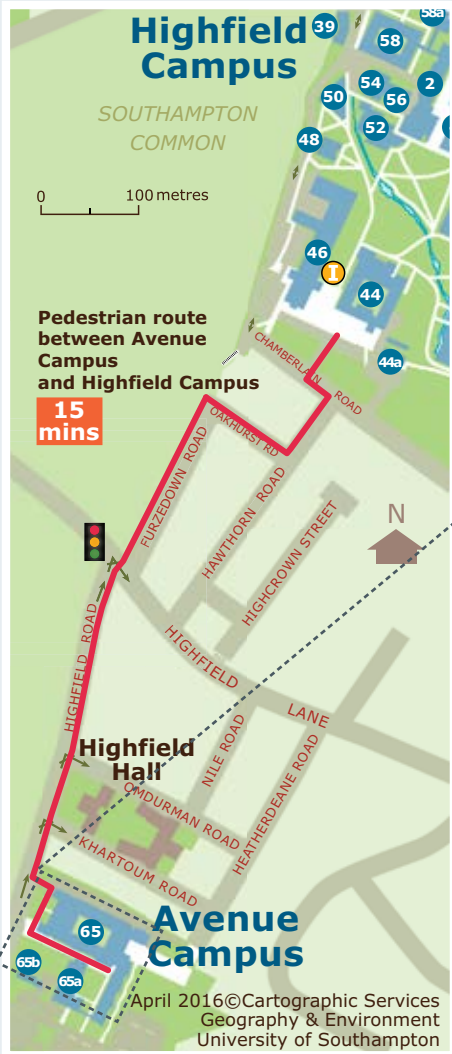 58a
39
Highfield
Campus
58
54
2
50
56
52
SOUTHAMPTON
COMMON
48
0 100 metres
46
I
44
Pedestrian route
between Avenue
Campus
and Highfield Campus
CHAMBERLAIN ROAD
44a
15
mins
OAKHURST RD
FURZEDOWN ROAD
HAWTHORN ROAD
HIGHCROWN STREET
N
HIGHFIELD ROAD
HIGHFIELD LANE
NILE ROAD
HEATHERDEANE ROAD
Highfield
Hall
OMDURMAN ROAD
KHARTOUM ROAD
Avenue
Campus
65
65b
65a
April 2016©Cartographic Services
Geography & Environment
University of Southampton